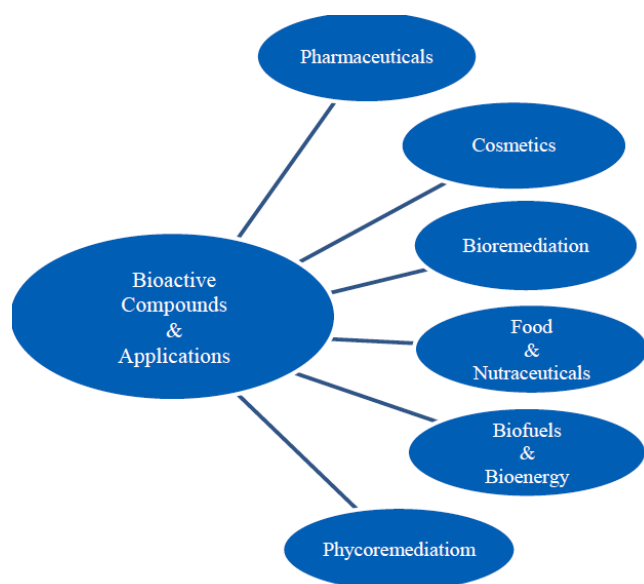 Pharmaceuticals
Cosmetics
Bioremediation
Bioactive
Compounds
&
Applications
Food
&
Nutraceuticals
Biofuels
&
Bioenergy
Phycoremediatiom